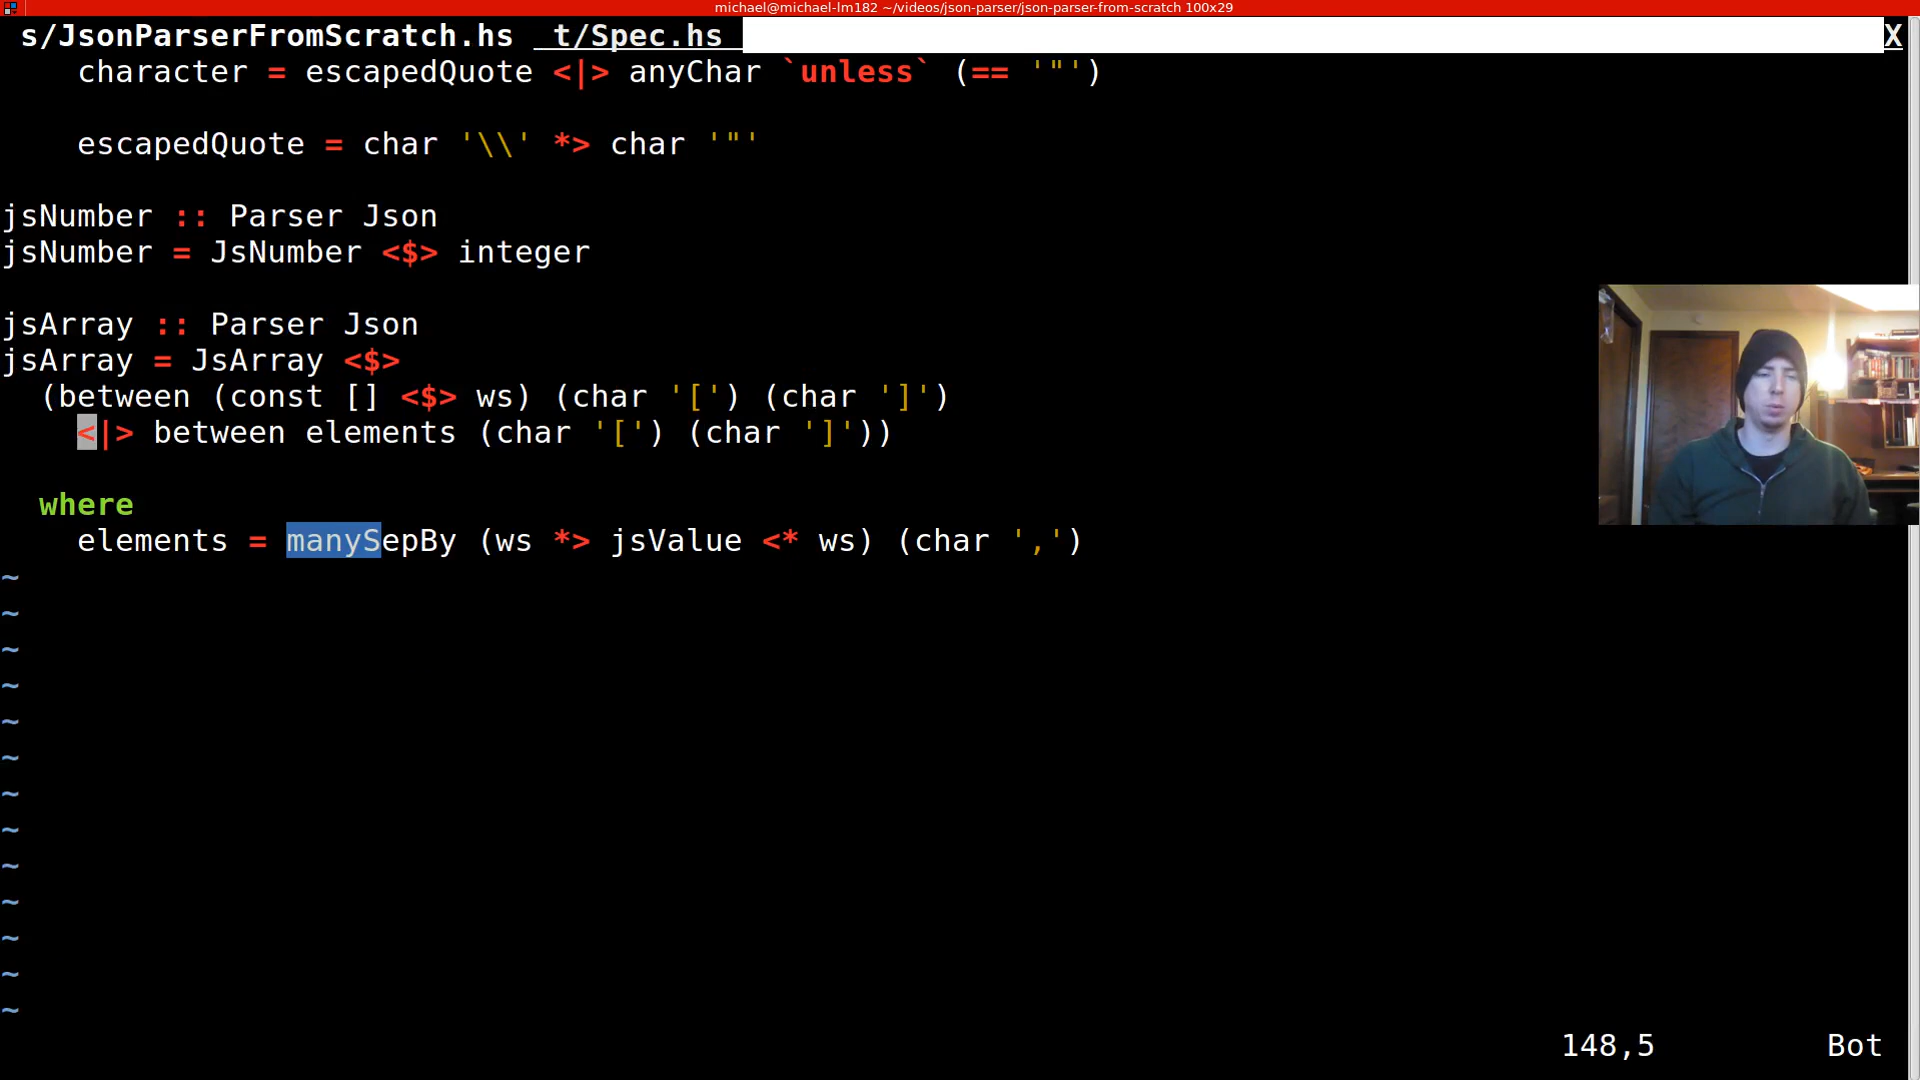 michael@michael-lm182 ~/videos/json-parser/json-parser-from-scratch 100x29
s/JsonParserFromScratch.hs t/Spec.hs X
character = escapedQuote <|> anyChar `unless` (== '"')
escapedQuote = char '\\' *> char '"'
jsNumber :: Parser Json
jsNumber = JsNumber <$> integer
jsArray :: Parser Json
jsArray = JsArray <$>
(between (const [] <$> ws) (char '[') (char ']')
<|> between elements (char '[') (char ']'))
where
elements = manySepBy (ws *> jsValue <* ws) (char ',')
~
~
~
~
~
~
~
~
~
~
~
~
~
148,5 Bot